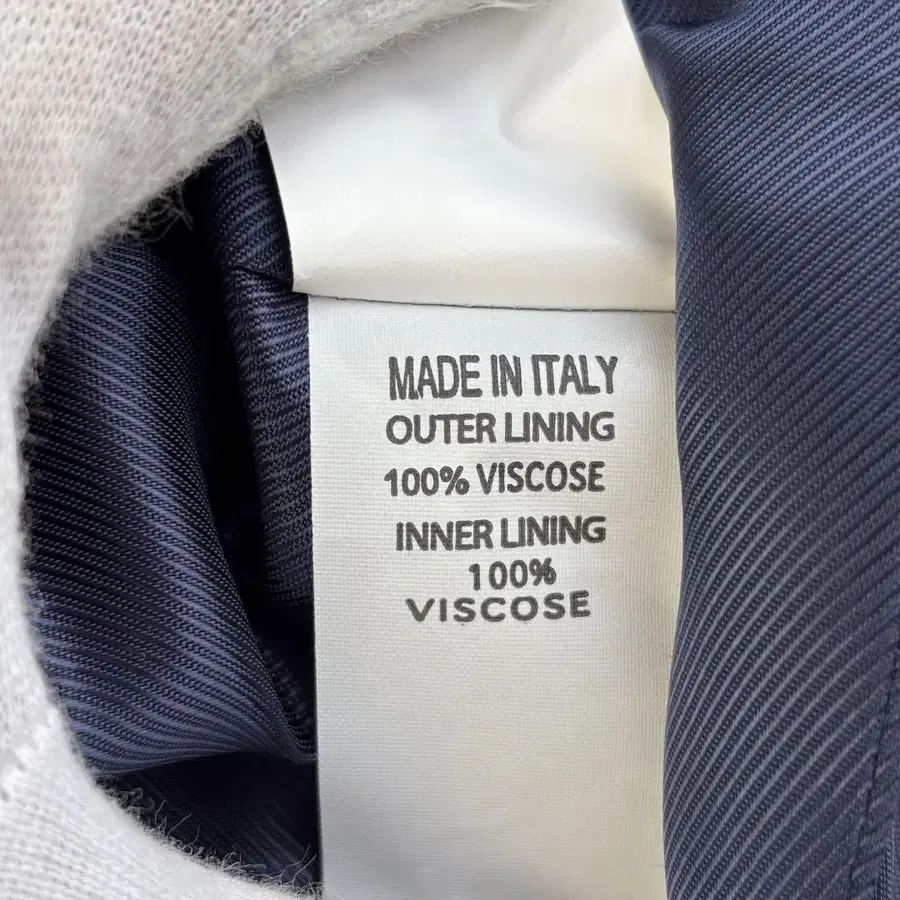 MADE IN ITALY
OUTER LINING
100% VISCOSE
INNER LINING
100%
VISCOSE